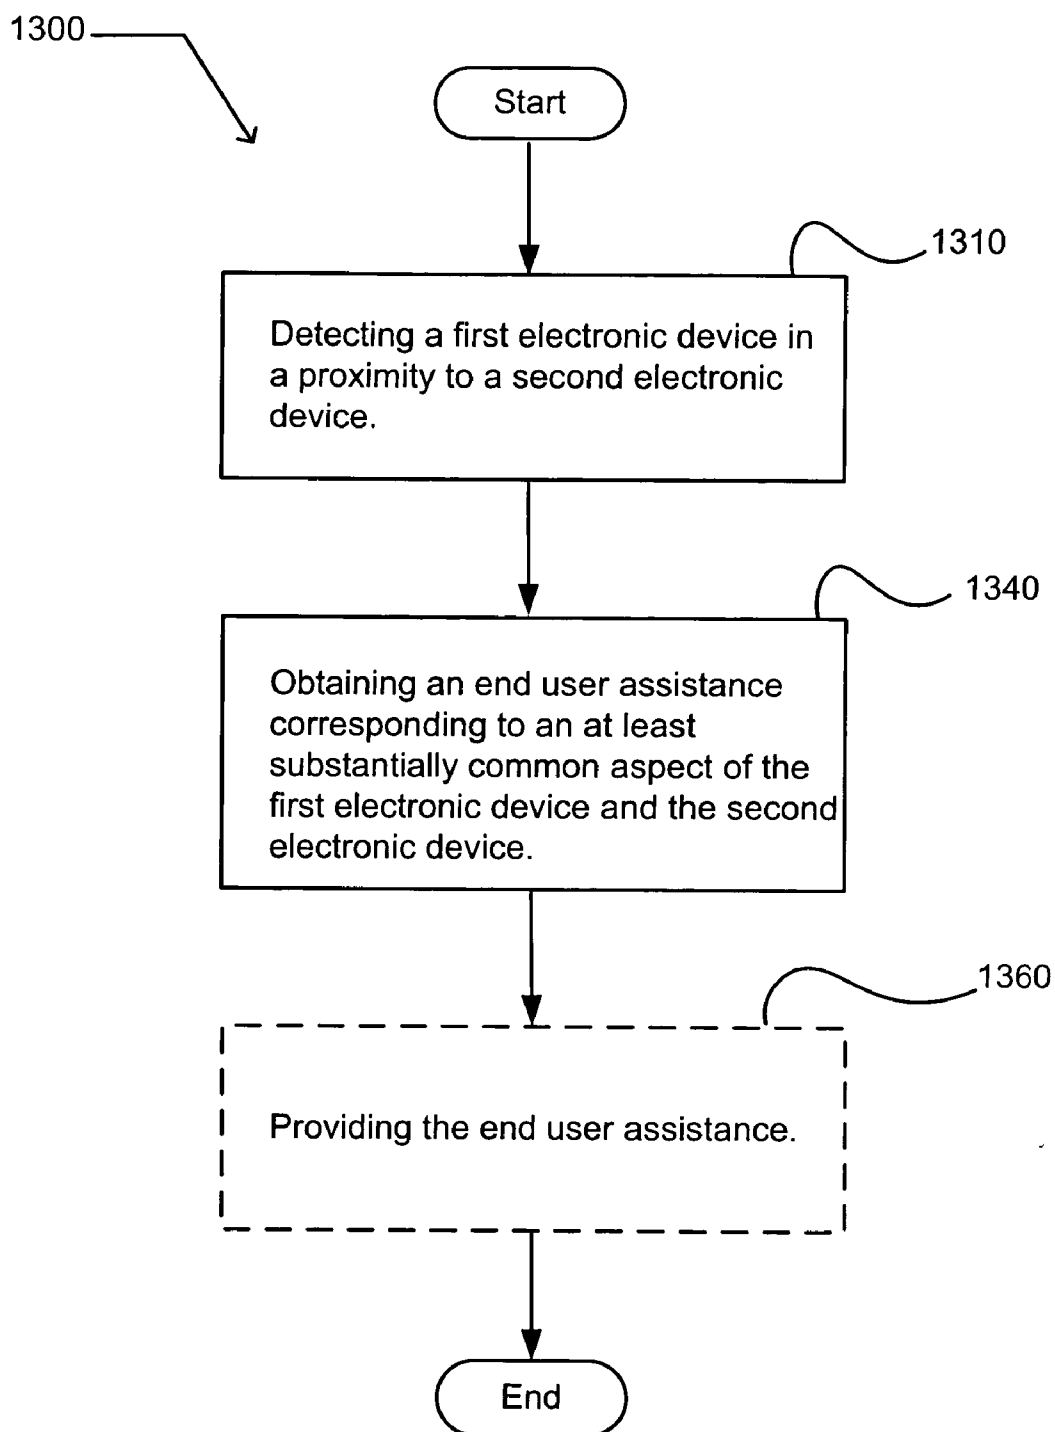 1300
Start
1310
Detecting a first electronic device in
a proximity to a second electronic
device.
1340
Obtaining an end user assistance
corresponding to an at least
substantially common aspect of the
first electronic device and the second
electronic device.
1360
Providing the end user assistance.
End